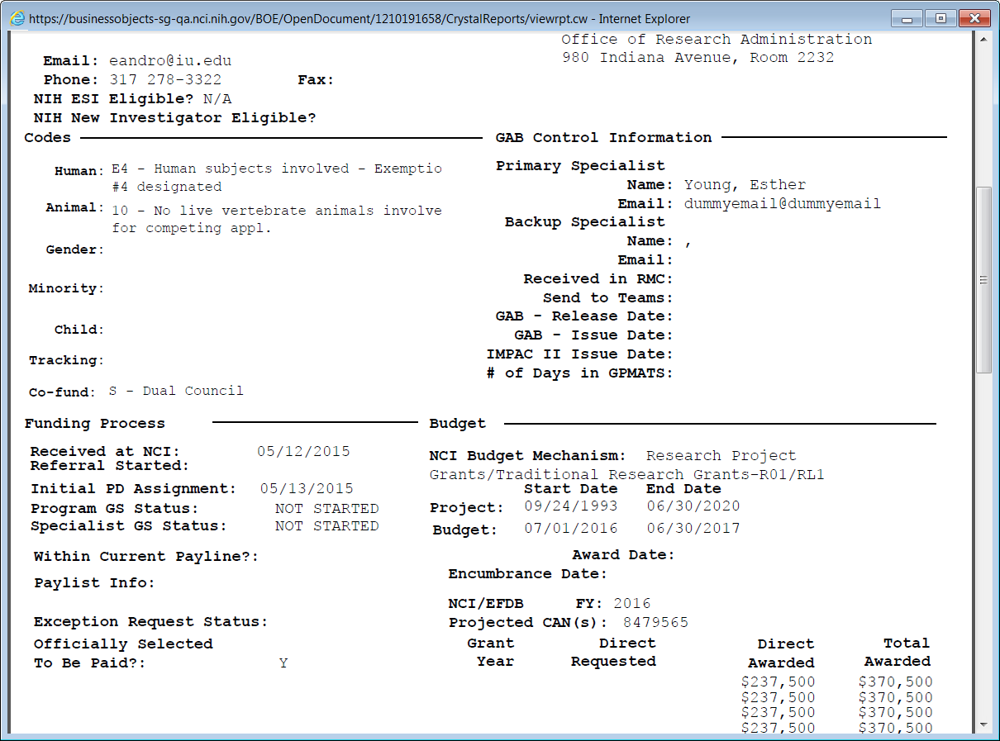 https://businessobjects-sg-qa.nci.nih.gov/BOE/OpenDocument/1210191658/CrystalReports/viewrpt.cw - Internet Explorer
Office of Research Administration
980 Indiana Avenue, Room 2232
Email: eandro@iu.edu
Phone: 317 278-3322 Fax:
NIH ESI Eligible? N/A
NIH New Investigator Eligible?
Codes
Human: E4 - Human subjects involved - Exemptio
#4 designated
Animal: 10 - No live vertebrate animals involve
for competing appl.
Gender:
Minority:
Child:
Tracking:
Co-fund: S - Dual Council
GAB Control Information
Primary Specialist
Name: Young, Esther
Email: dummyemail@dummyemail
Backup Specialist
Name: ,
Email:
Received in RMC:
Send to Teams:
GAB - Release Date:
GAB - Issue Date:
IMPAC II Issue Date:
# of Days in GPMATS:
Funding Process
Received at NCI: 05/12/2015
Referral Started:
Initial PD Assignment: 05/13/2015
Program GS Status: NOT STARTED
Specialist GS Status: NOT STARTED
Within Current Payline?:
Paylist Info:
Exception Request Status:
Officially Selected
To Be Paid?: Y
Budget
NCI Budget Mechanism: Research Project
Grants/Traditional Research Grants-R01/RL1
Start Date End Date
Project: 09/24/1993 06/30/2020
Budget: 07/01/2016 06/30/2017
Award Date:
Encumbrance Date:
NCI/EFDB FY: 2016
Projected CAN(s): 8479565
Grant Direct Direct Total
Year Requested Awarded Awarded
$237,500 $370,500
$237,500 $370,500
$237,500 $370,500
$237,500 $370,500